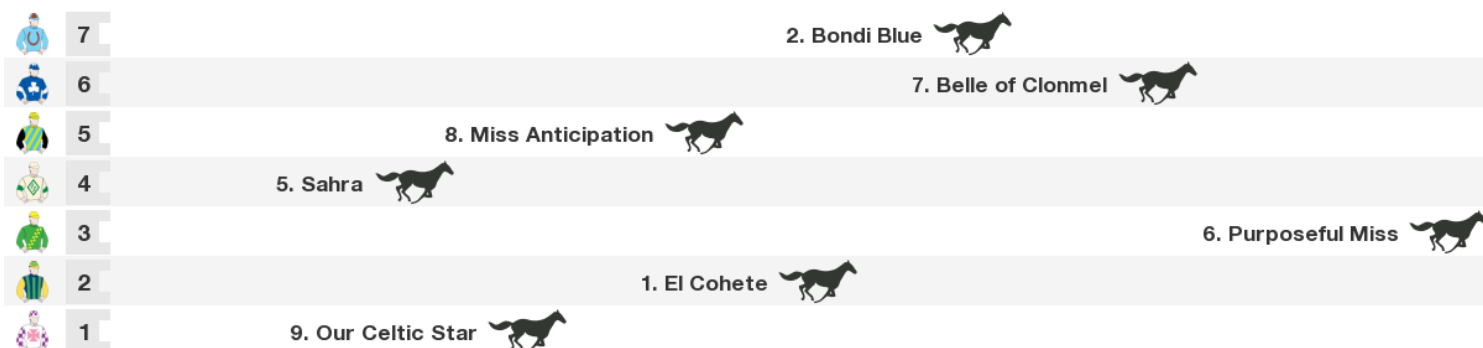 7 2. Bondi Blue
6 7. Belle of Clonmel
5 8. Miss Anticipation
4 5. Sahra
3 6. Purposeful Miss
2 1. El Cohete
1 9. Our Celtic Star